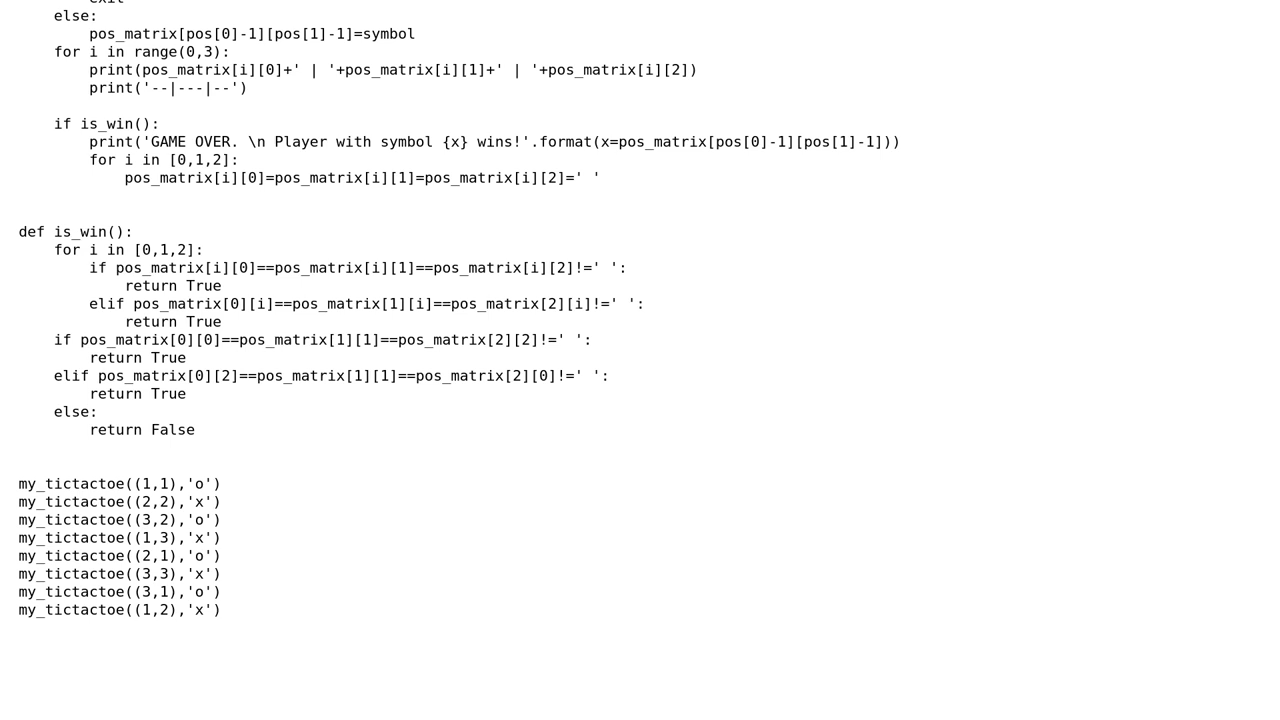 exit
    else:
        pos_matrix[pos[0]-1][pos[1]-1]=symbol
    for i in range(0,3):
        print(pos_matrix[i][0]+' | '+pos_matrix[i][1]+' | '+pos_matrix[i][2])
        print('--|---|--')
    if is_win():
        print('GAME OVER. \n Player with symbol {x} wins!'.format(x=pos_matrix[pos[0]-1][pos[1]-1]))
        for i in [0,1,2]:
            pos_matrix[i][0]=pos_matrix[i][1]=pos_matrix[i][2]=' '
def is_win():
    for i in [0,1,2]:
        if pos_matrix[i][0]==pos_matrix[i][1]==pos_matrix[i][2]!=' ':
            return True
        elif pos_matrix[0][i]==pos_matrix[1][i]==pos_matrix[2][i]!=' ':
            return True
    if pos_matrix[0][0]==pos_matrix[1][1]==pos_matrix[2][2]!=' ':
        return True
    elif pos_matrix[0][2]==pos_matrix[1][1]==pos_matrix[2][0]!=' ':
        return True
    else:
        return False
my_tictactoe((1,1),'o')
my_tictactoe((2,2),'x')
my_tictactoe((3,2),'o')
my_tictactoe((1,3),'x')
my_tictactoe((2,1),'o')
my_tictactoe((3,3),'x')
my_tictactoe((3,1),'o')
my_tictactoe((1,2),'x')